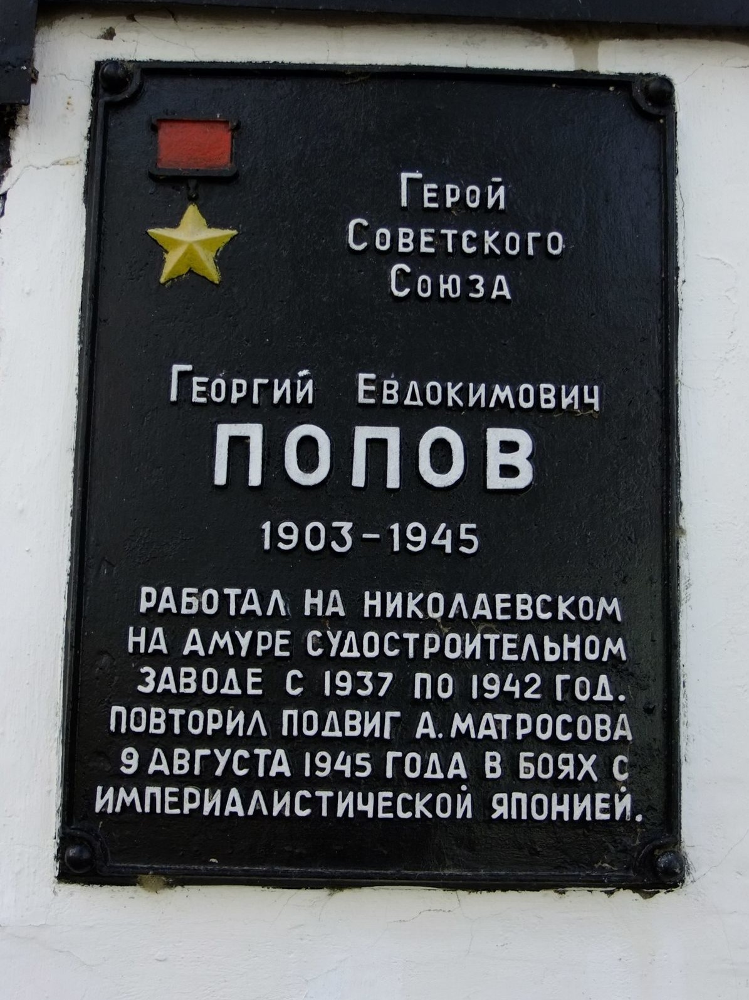 Герой
Советского
Союза
Георгий Евдокимович
ПОПОВ
1903-1945
РАБОТАЛ НА НИКОЛАЕВСКОМ
НА АМУРЕ СУДОСТРОИТЕЛЬНОМ
ЗАВОДЕ С 1937 ПО 1942 ГОД.
ПОВТОРИЛ ПОДВИГ А. МАТРОСОВА
9 АВГУСТА 1945 ГОДА В БОЯХ С
ИМПЕРИАЛИСТИЧЕСКОЙ ЯПОНИЕЙ.